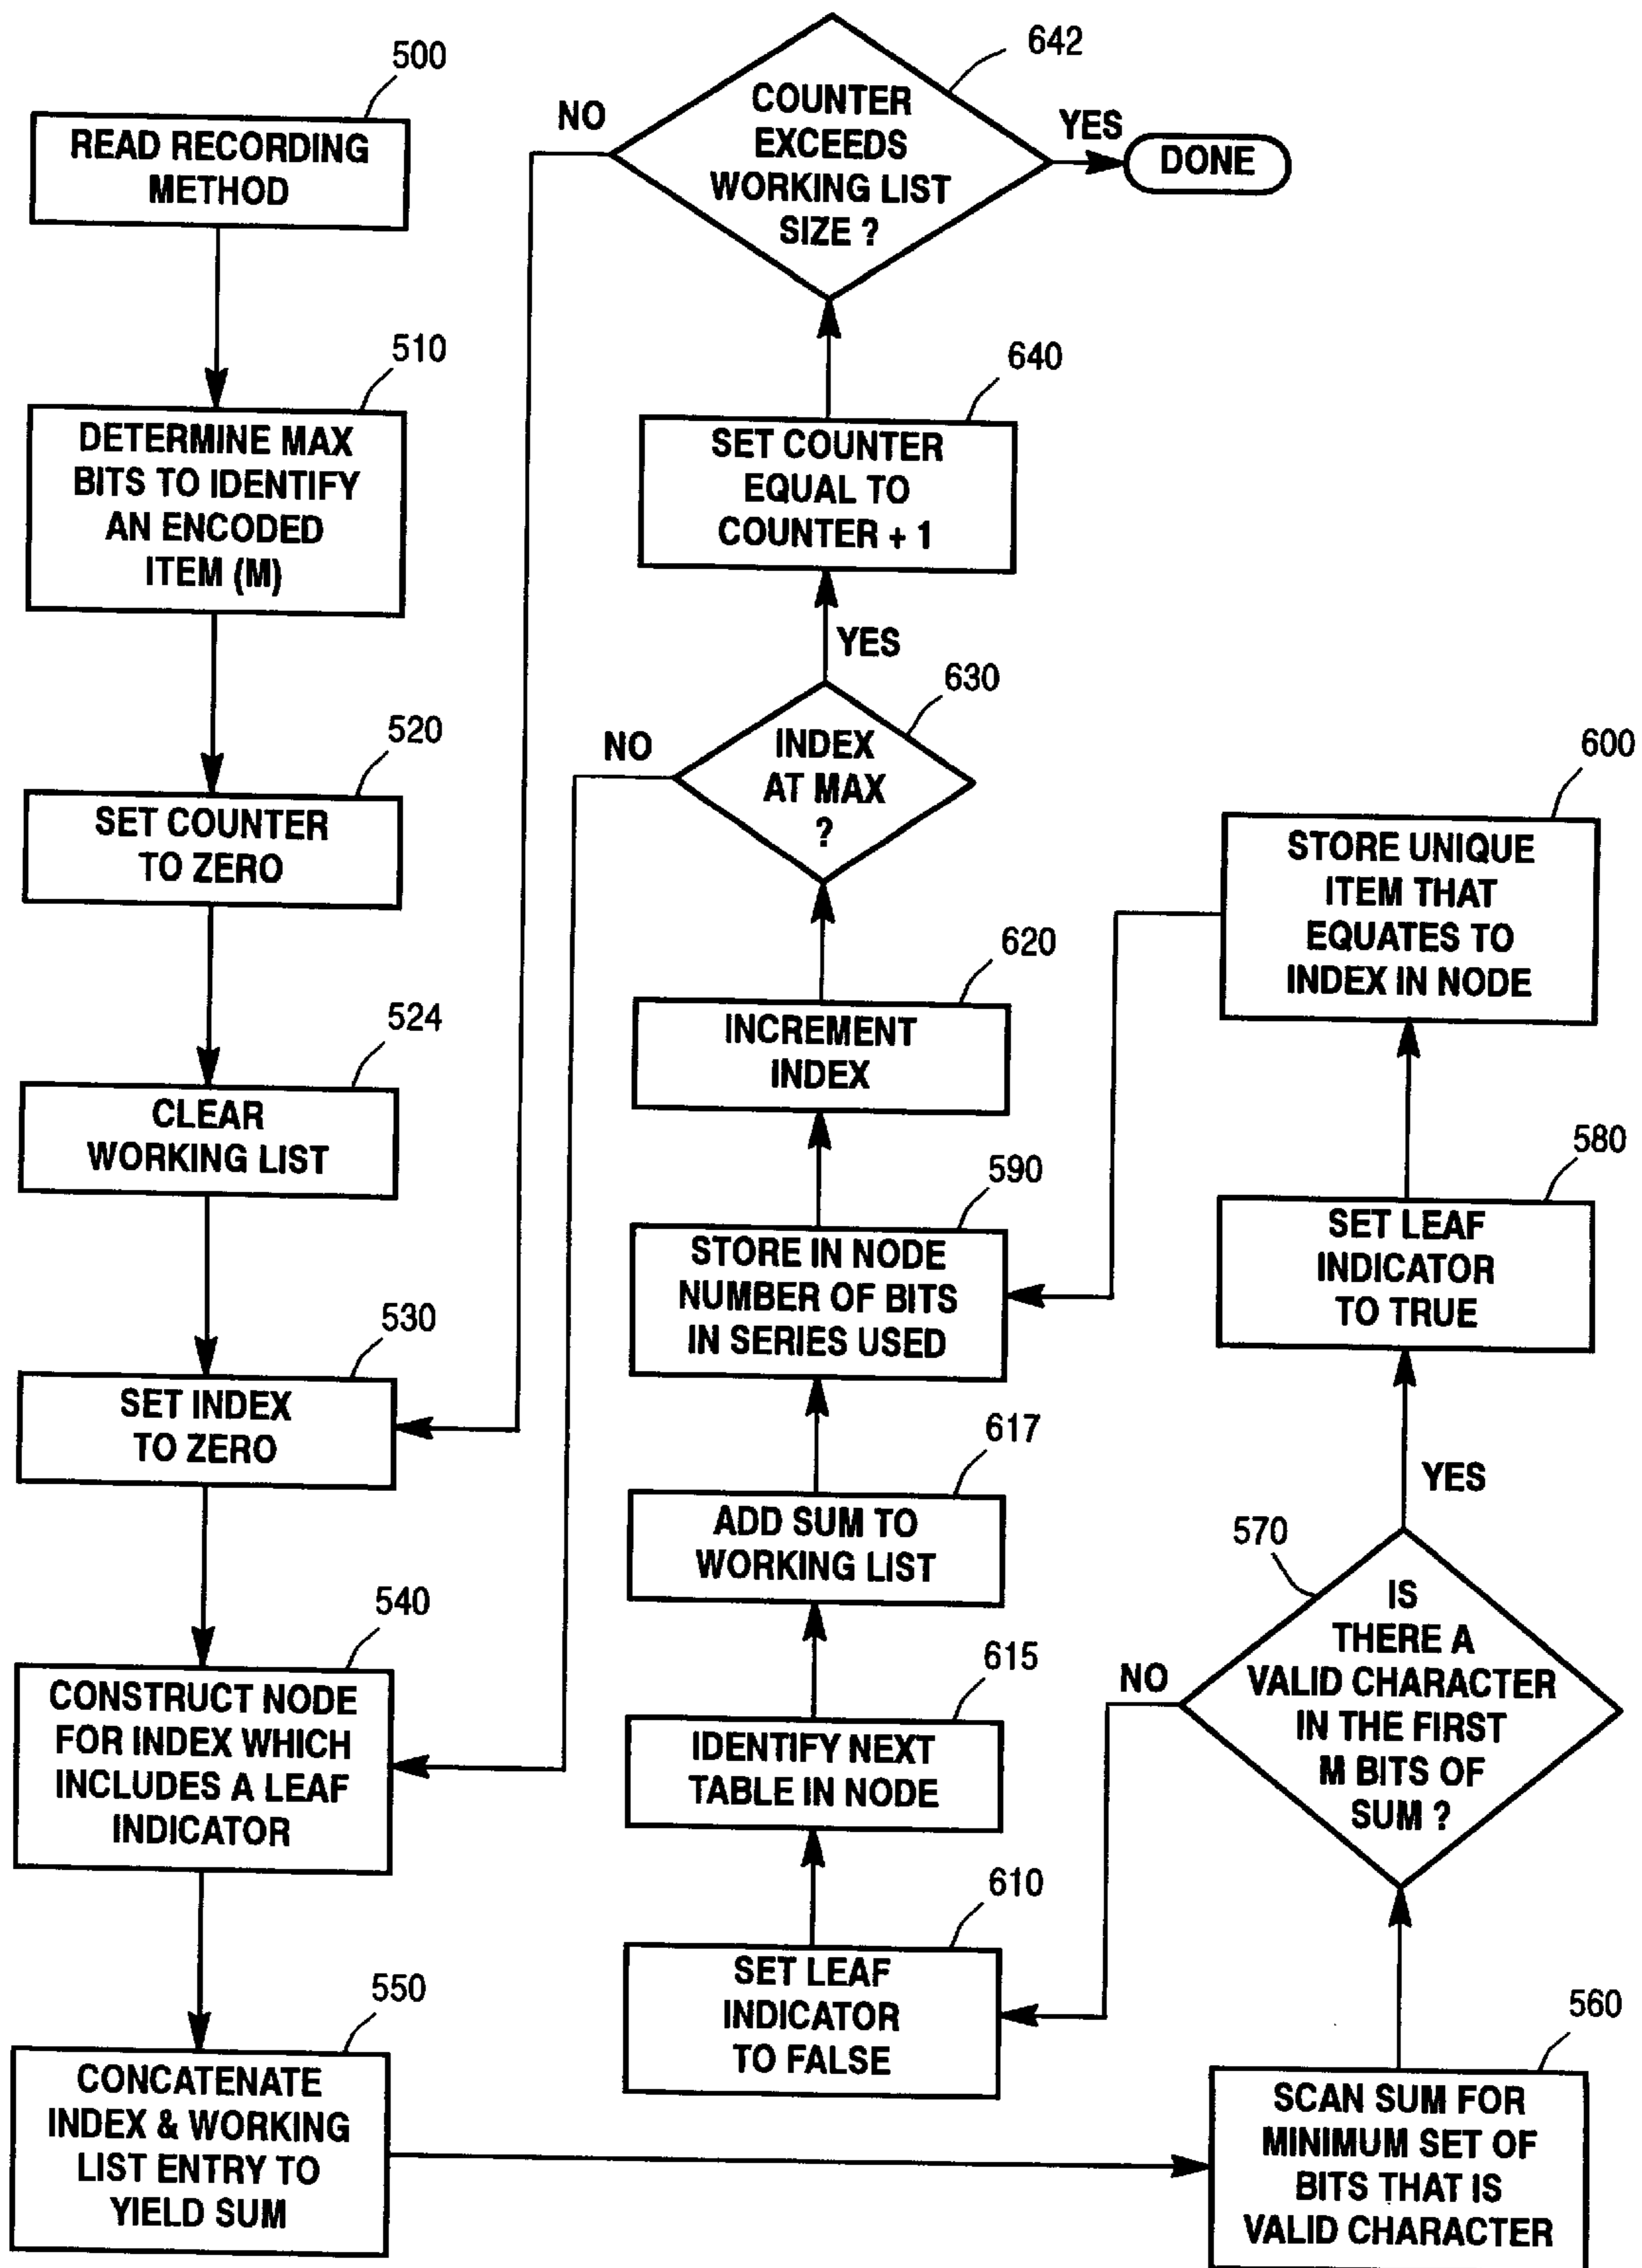 500
READ RECORDING
METHOD
510
DETERMINE MAX
BITS TO IDENTIFY
AN ENCODED
ITEM (M)
520
SET COUNTER
TO ZERO
524
CLEAR
WORKING LIST
530
SET INDEX
TO ZERO
540
CONSTRUCT NODE
FOR INDEX WHICH
INCLUDES A LEAF
INDICATOR
550
CONCATENATE
INDEX & WORKING
LIST ENTRY TO
YIELD SUM
642
NO
COUNTER
EXCEEDS
WORKING LIST
SIZE ?
YES
DONE
640
SET COUNTER
EQUAL TO
COUNTER + 1
YES
630
NO
INDEX
AT MAX
?
620
INCREMENT
INDEX
590
STORE IN NODE
NUMBER OF BITS
IN SERIES USED
617
ADD SUM TO
WORKING LIST
615
IDENTIFY NEXT
TABLE IN NODE
610
SET LEAF
INDICATOR
TO FALSE
600
STORE UNIQUE
ITEM THAT
EQUATES TO
INDEX IN NODE
580
SET LEAF
INDICATOR
TO TRUE
YES
570
NO
IS
THERE A
VALID CHARACTER
IN THE FIRST
M BITS OF
SUM ?
560
SCAN SUM FOR
MINIMUM SET OF
BITS THAT IS
VALID CHARACTER